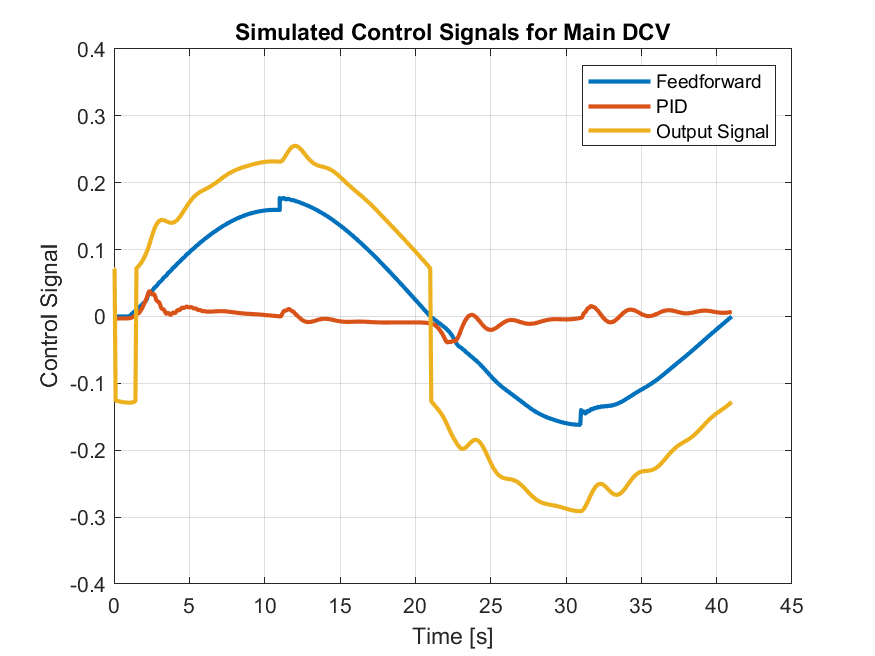 Simulated Control Signals for Main DCV
0.4
0.3
0.2
0.1
0
-0.1
-0.2
-0.3
-0.4
Control Signal
Feedforward
PID
Output Signal
0 5 10 15 20 25 30 35 40 45
Time [s]